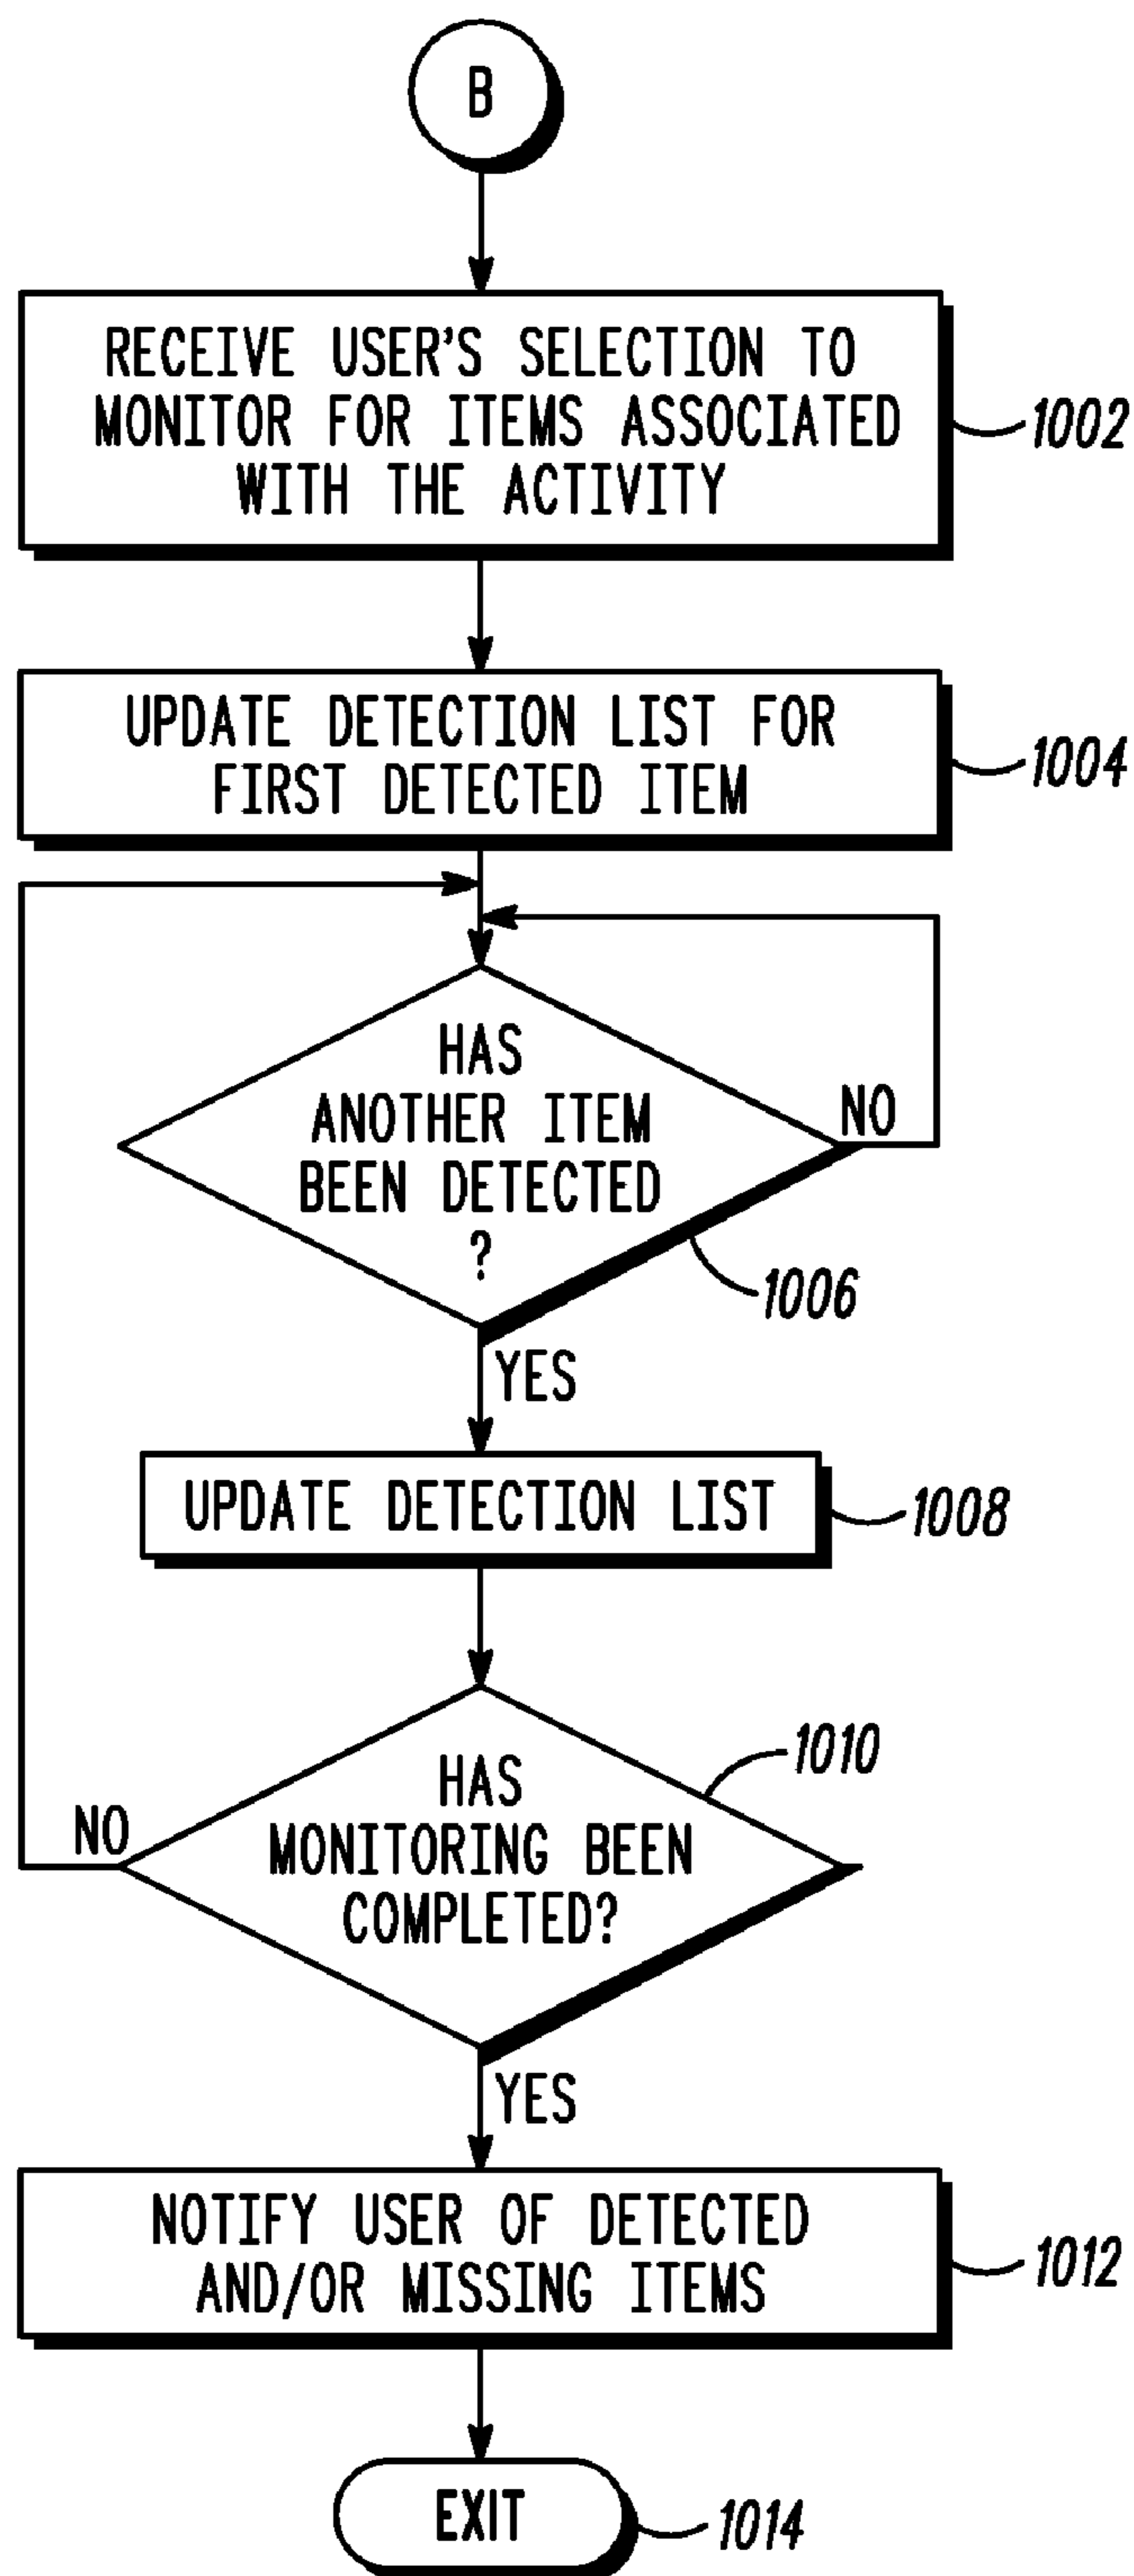 B
RECEIVE USER'S SELECTION TO
MONITOR FOR ITEMS ASSOCIATED
WITH THE ACTIVITY
1002
UPDATE DETECTION LIST FOR
FIRST DETECTED ITEM
1004
HAS
ANOTHER ITEM
BEEN DETECTED
?
NO
1006
YES
UPDATE DETECTION LIST
1008
HAS
MONITORING BEEN
COMPLETED?
1010
NO
YES
NOTIFY USER OF DETECTED
AND/OR MISSING ITEMS
1012
EXIT
1014